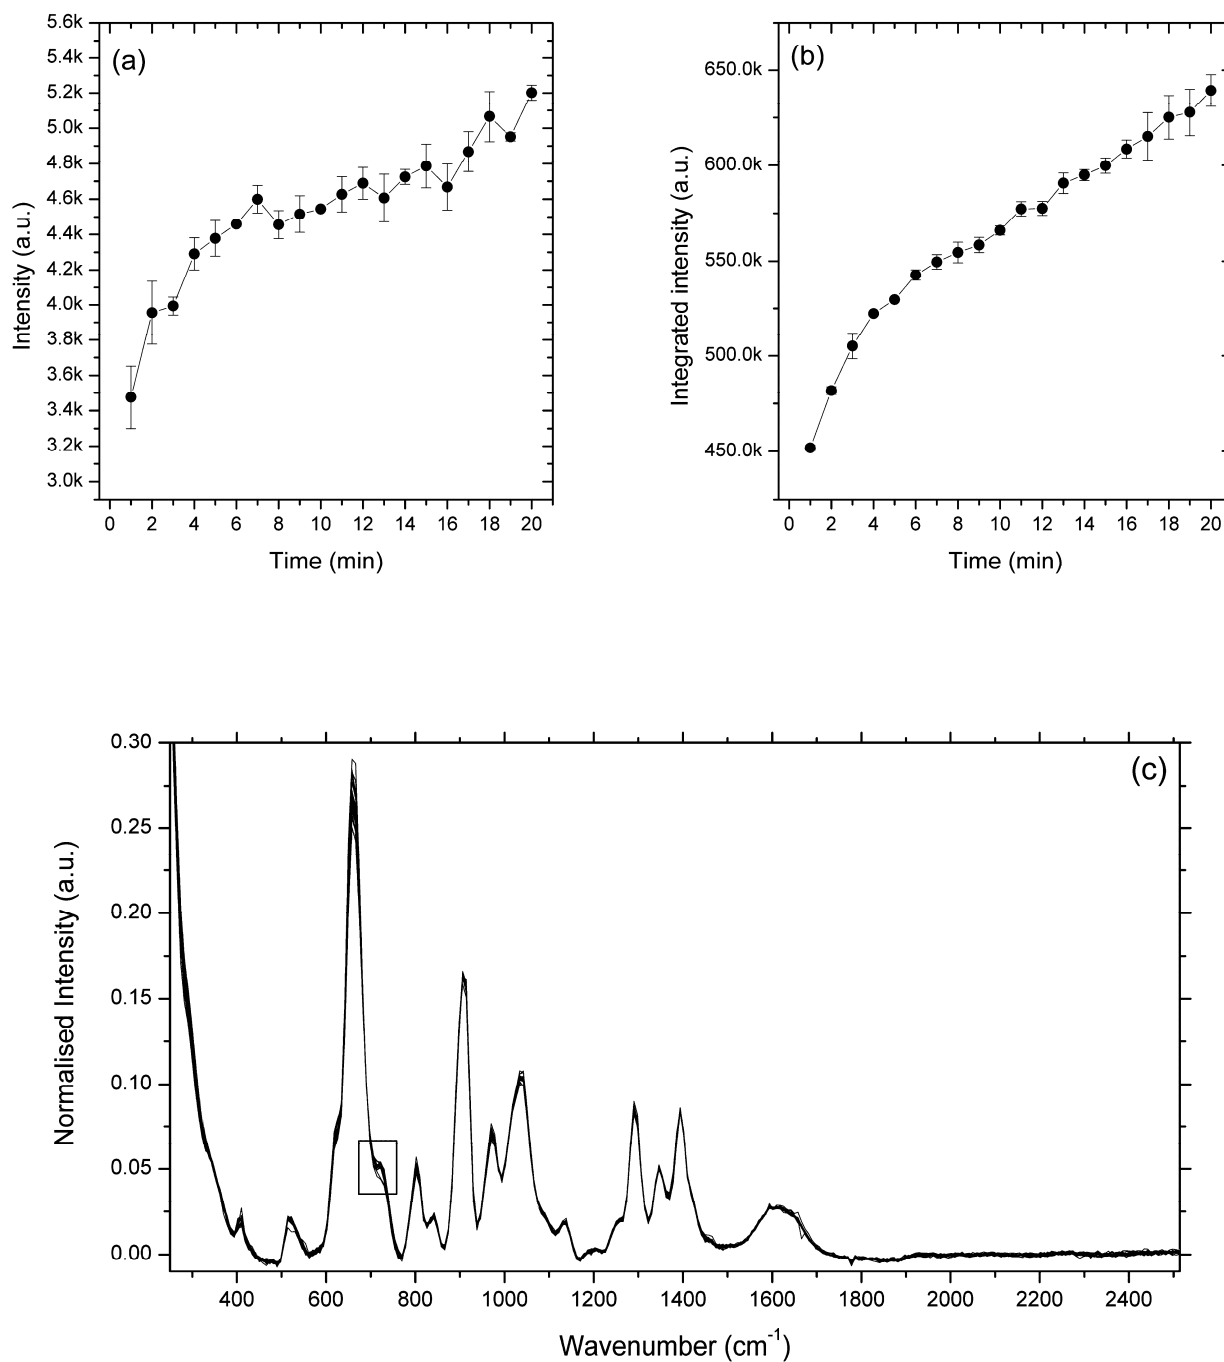 (a)
5.6k
5.4k
5.2k
5.0k
4.8k
4.6k
4.4k
4.2k
4.0k
3.8k
3.6k
3.4k
3.2k
3.0k
Intensity (a.u.)
0 2 4 6 8 10 12 14 16 18 20
Time (min)
(b)
650.0k
600.0k
550.0k
500.0k
450.0k
Integrated intensity (a.u.)
0 2 4 6 8 10 12 14 16 18 20
Time (min)
(c)
0.30
0.25
0.20
0.15
0.10
0.05
0.00
Normalised Intensity (a.u.)
400 600 800 1000 1200 1400 1600 1800 2000 2200 2400
Wavenumber (cm⁻¹)